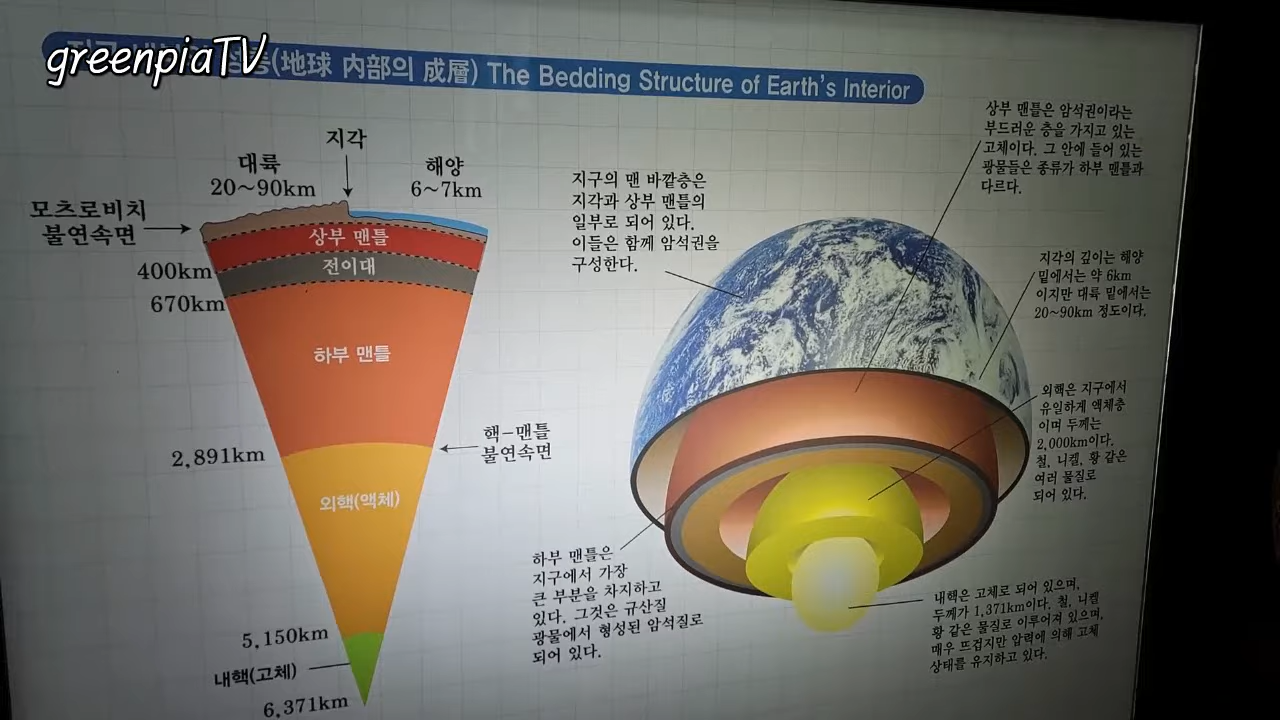 greenpiaTV
(地球 內部의 成層) The Bedding Structure of Earth's Interior
지각
대륙
20~90km
해양
6~7km
모호로비치
불연속면
상부 맨틀
전이대
400km
670km
하부 맨틀
핵-맨틀
불연속면
2,891km
외핵(액체)
5,150km
내핵(고체)
6,371km
지구의 맨 바깥층은
지각과 상부 맨틀의
일부로 되어 있다.
이들은 함께 암석권을
구성한다.
상부 맨틀은 암석권이라는
부드러운 층을 가지고 있는
고체이다. 그 안에 들어 있는
광물들은 종류가 하부 맨틀과
다르다.
지각의 깊이는 해양
밑에서는 약 6km
이지만 대륙 밑에서는
20~90km 정도이다.
외핵은 지구에서
유일하게 액체층
이며 두께는
2,000km이다.
철, 니켈, 황 같은
여러 물질로
되어 있다.
하부 맨틀은
지구에서 가장
큰 부분을 차지하고
있다. 그것은 규산질
광물에서 형성된 암석질로
되어 있다.
내핵은 고체로 되어 있으며,
두께가 1,371km이다. 철, 니켈
황 같은 물질로 이루어져 있으며,
매우 뜨겁지만 압력에 의해 고체
상태를 유지하고 있다.